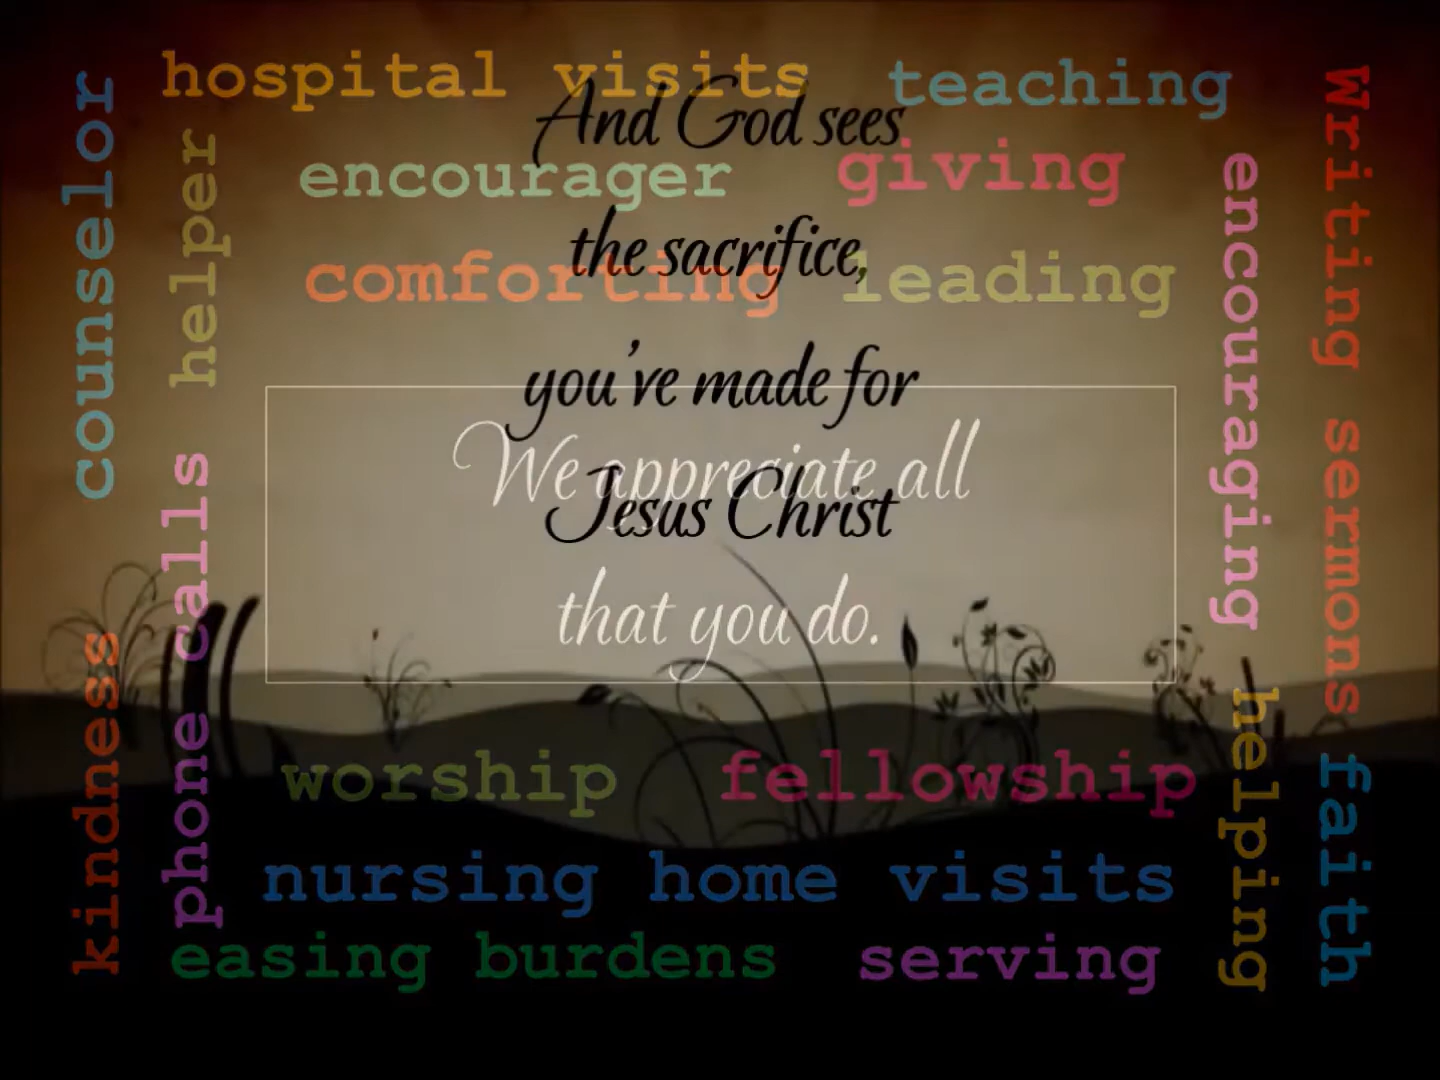 hospital visits
teaching
And God sees
encourager
giving
the sacrifice,
comforting
leading
you've made for
We appreciate all
Jesus Christ
that you do.
counselor
helper
phone calls
kindness
encouraging
Writing sermons
helping
faith
worship
fellowship
nursing home visits
easing burdens
serving